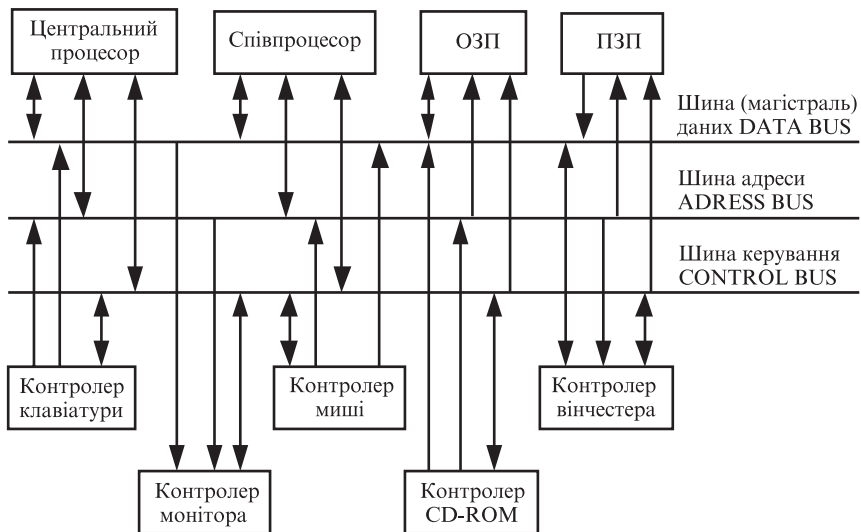 Центральний
процесор
Співпроцесор
ОЗП
ПЗП
Шина (магістраль)
даних DATA BUS
Шина адреси
ADRESS BUS
Шина керування
CONTROL BUS
Контролер
клавіатури
Контролер
миші
Контролер
вінчестера
Контролер
монітора
Контролер
CD-ROM